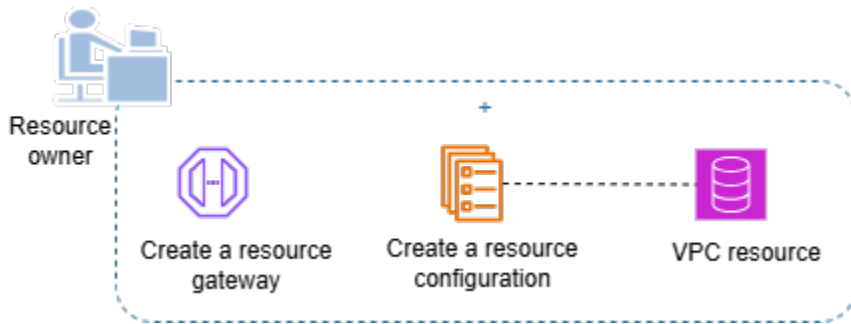 Resource
owner
+
Create a resource
gateway
Create a resource
configuration
VPC resource